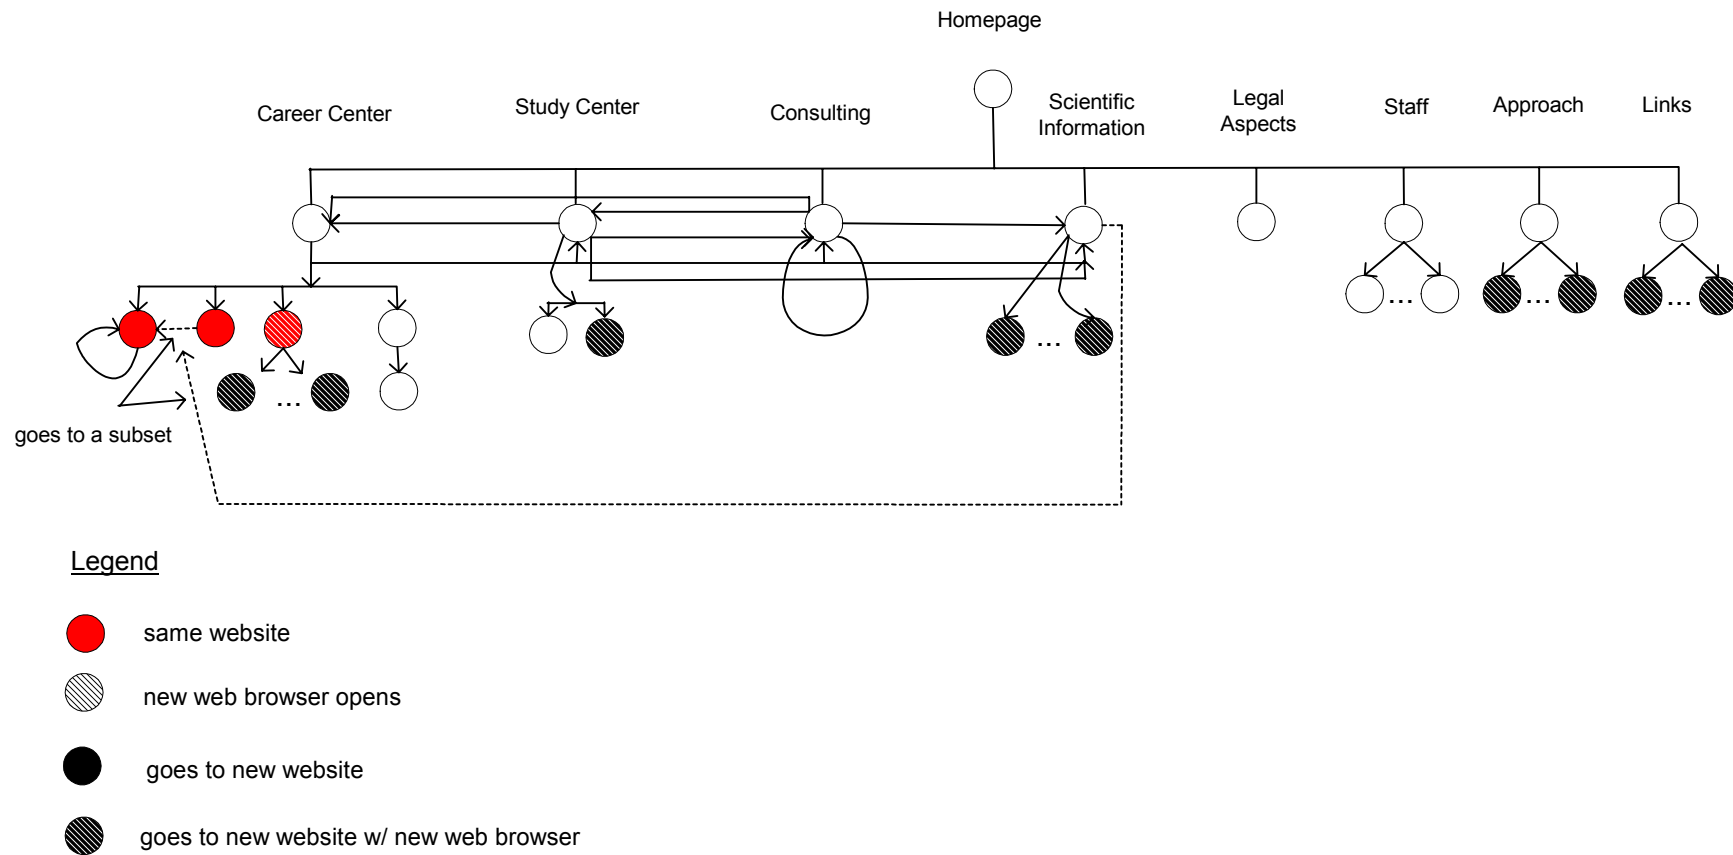 Homepage
Career Center
Study Center
Consulting
Scientific
Information
Legal
Aspects
Staff
Approach
Links
...
...
...
...
...
goes to a subset
Legend
same website
new web browser opens
goes to new website
goes to new website w/ new web browser